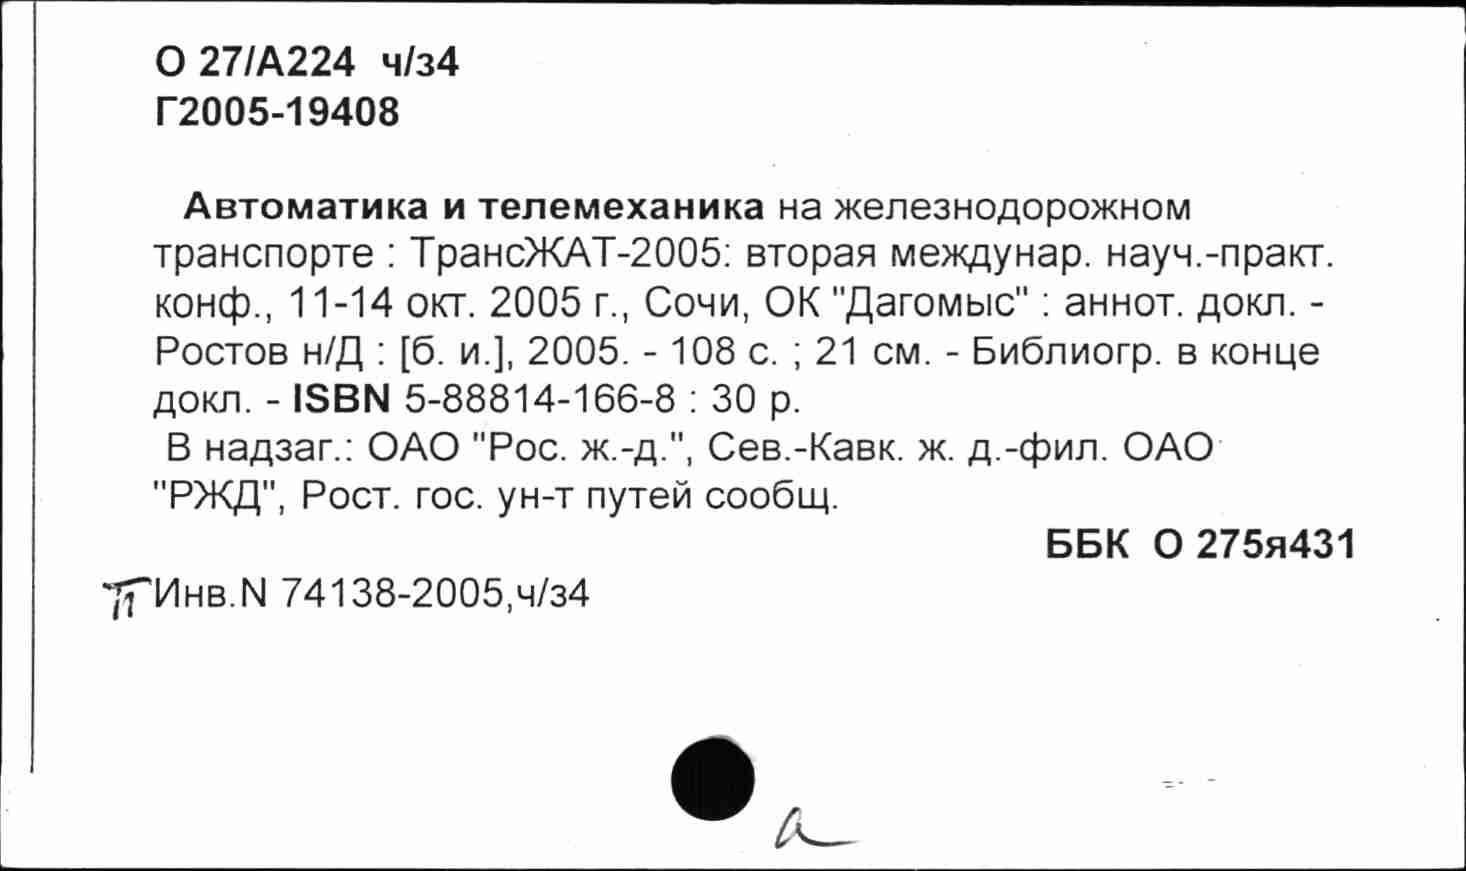 О 27/А224 ч/з4
Г2005-19408
Автоматика и телемеханика на железнодорожном
транспорте : ТрансЖАТ-2005: вторая междунар. науч.-практ.
конф., 11-14 окт. 2005 г., Сочи, ОК "Дагомыс" : аннот. докл. -
Ростов н/Д : [б. и.], 2005. - 108 с. ; 21 см. - Библиогр. в конце
докл. - ISBN 5-88814-166-8 : 30 р.
В надзаг.: ОАО "Рос. ж.-д.", Сев.-Кавк. ж. д.-фил. ОАО
"РЖД", Рост. гос. ун-т путей сообщ.
ББК О 275я431
Инв.N 74138-2005,ч/з4
а